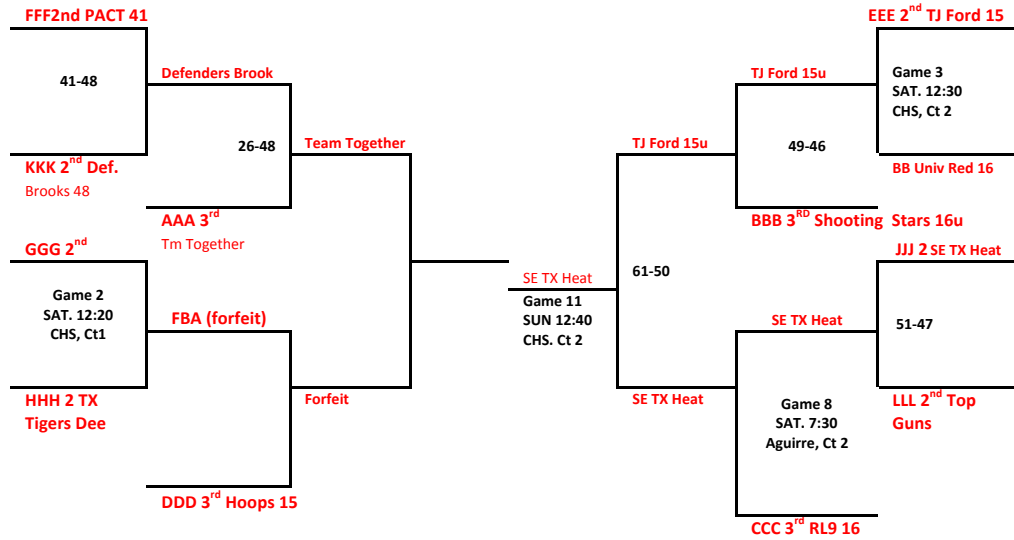 FFF2nd PACT 41
41-48
Defenders Brook
KKK 2nd Def.
Brooks 48
26-48
Team Together
AAA 3rd
Tm Together
GGG 2nd
Game 2
SAT. 12:20
CHS, Ct1
FBA (forfeit)
HHH 2 TX
Tigers Dee
Forfeit
DDD 3rd Hoops 15
SE TX Heat
Game 11
SUN 12:40
CHS. Ct 2
EEE 2nd TJ Ford 15
Game 3
SAT. 12:30
CHS, Ct 2
TJ Ford 15u
BB Univ Red 16
49-46
TJ Ford 15u
BBB 3RD Shooting Stars 16u
61-50
JJJ 2 SE TX Heat
51-47
SE TX Heat
LLL 2nd Top
Guns
SE TX Heat
Game 8
SAT. 7:30
Aguirre, Ct 2
CCC 3rd RL9 16